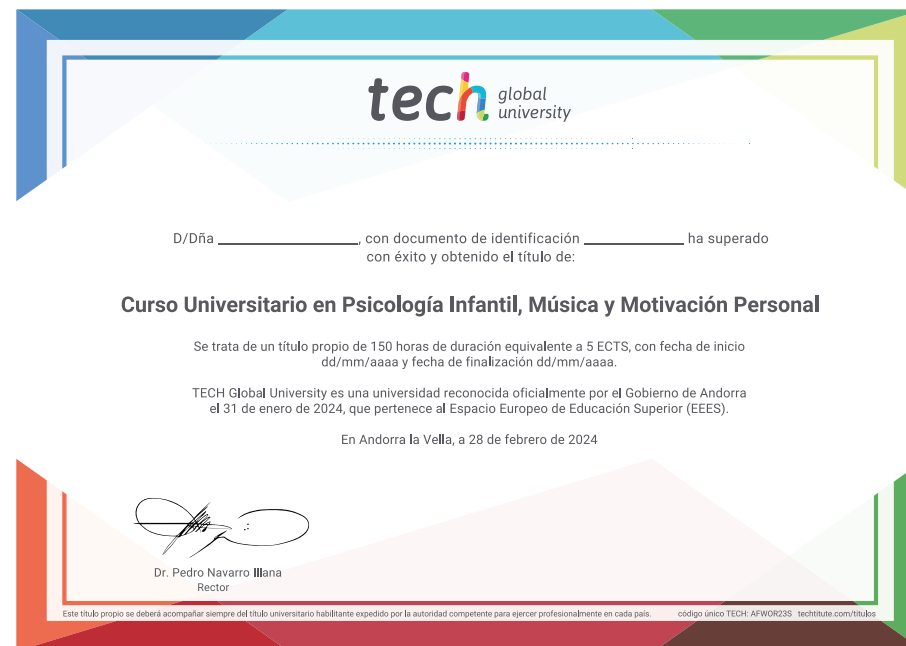 tech global
university
D/Dña ____________________, con documento de identificación ______________ ha superado
con éxito y obtenido el título de:
Curso Universitario en Psicología Infantil, Música y Motivación Personal
Se trata de un título propio de 150 horas de duración equivalente a 5 ECTS, con fecha de inicio
dd/mm/aaaa y fecha de finalización dd/mm/aaaa.
TECH Global University es una universidad reconocida oficialmente por el Gobierno de Andorra
el 31 de enero de 2024, que pertenece al Espacio Europeo de Educación Superior (EEES).
En Andorra la Vella, a 28 de febrero de 2024
Dr. Pedro Navarro Illana
Rector
Este título propio se deberá acompañar siempre del título universitario habilitante expedido por la autoridad competente para ejercer profesionalmente en cada país. código único TECH: AFWOR23S techtitute.com/titulos